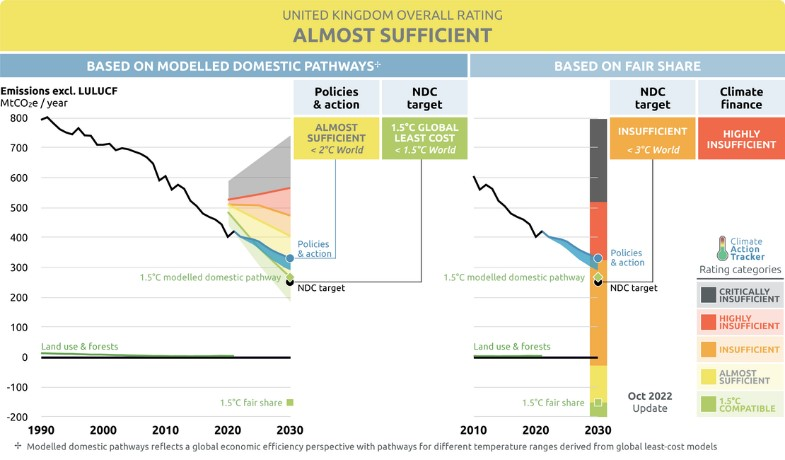 UNITED KINGDOM OVERALL RATING
ALMOST SUFFICIENT
BASED ON MODELLED DOMESTIC PATHWAYS✢
BASED ON FAIR SHARE
Emissions excl. LULUCF
MtCO₂e / year
Policies
& action
NDC
target
ALMOST
SUFFICIENT
< 2°C World
1.5°C GLOBAL
LEAST COST
< 1.5°C World
NDC
target
Climate
finance
INSUFFICIENT
< 3°C World
HIGHLY
INSUFFICIENT
800
700
600
500
400
300
200
100
0
-100
-200
1990
2000
2010
2020
2030
Policies
& action
1.5°C modelled domestic pathway
NDC target
Land use & forests
1.5°C fair share
2010
2020
2030
Policies
& action
1.5°C modelled domestic pathway
NDC target
Land use & forests
1.5°C fair share
Oct 2022
Update
Climate
Action
Tracker
Rating categories
CRITICALLY
INSUFFICIENT
HIGHLY
INSUFFICIENT
INSUFFICIENT
ALMOST
SUFFICIENT
1.5°C
COMPATIBLE
✢ Modelled domestic pathways reflects a global economic efficiency perspective with pathways for different temperature ranges derived from global least-cost models